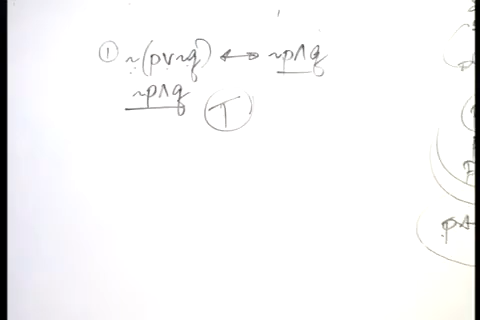 ① ~(p∨~q) ↔ ~p∧q
~p∧q T
p∧